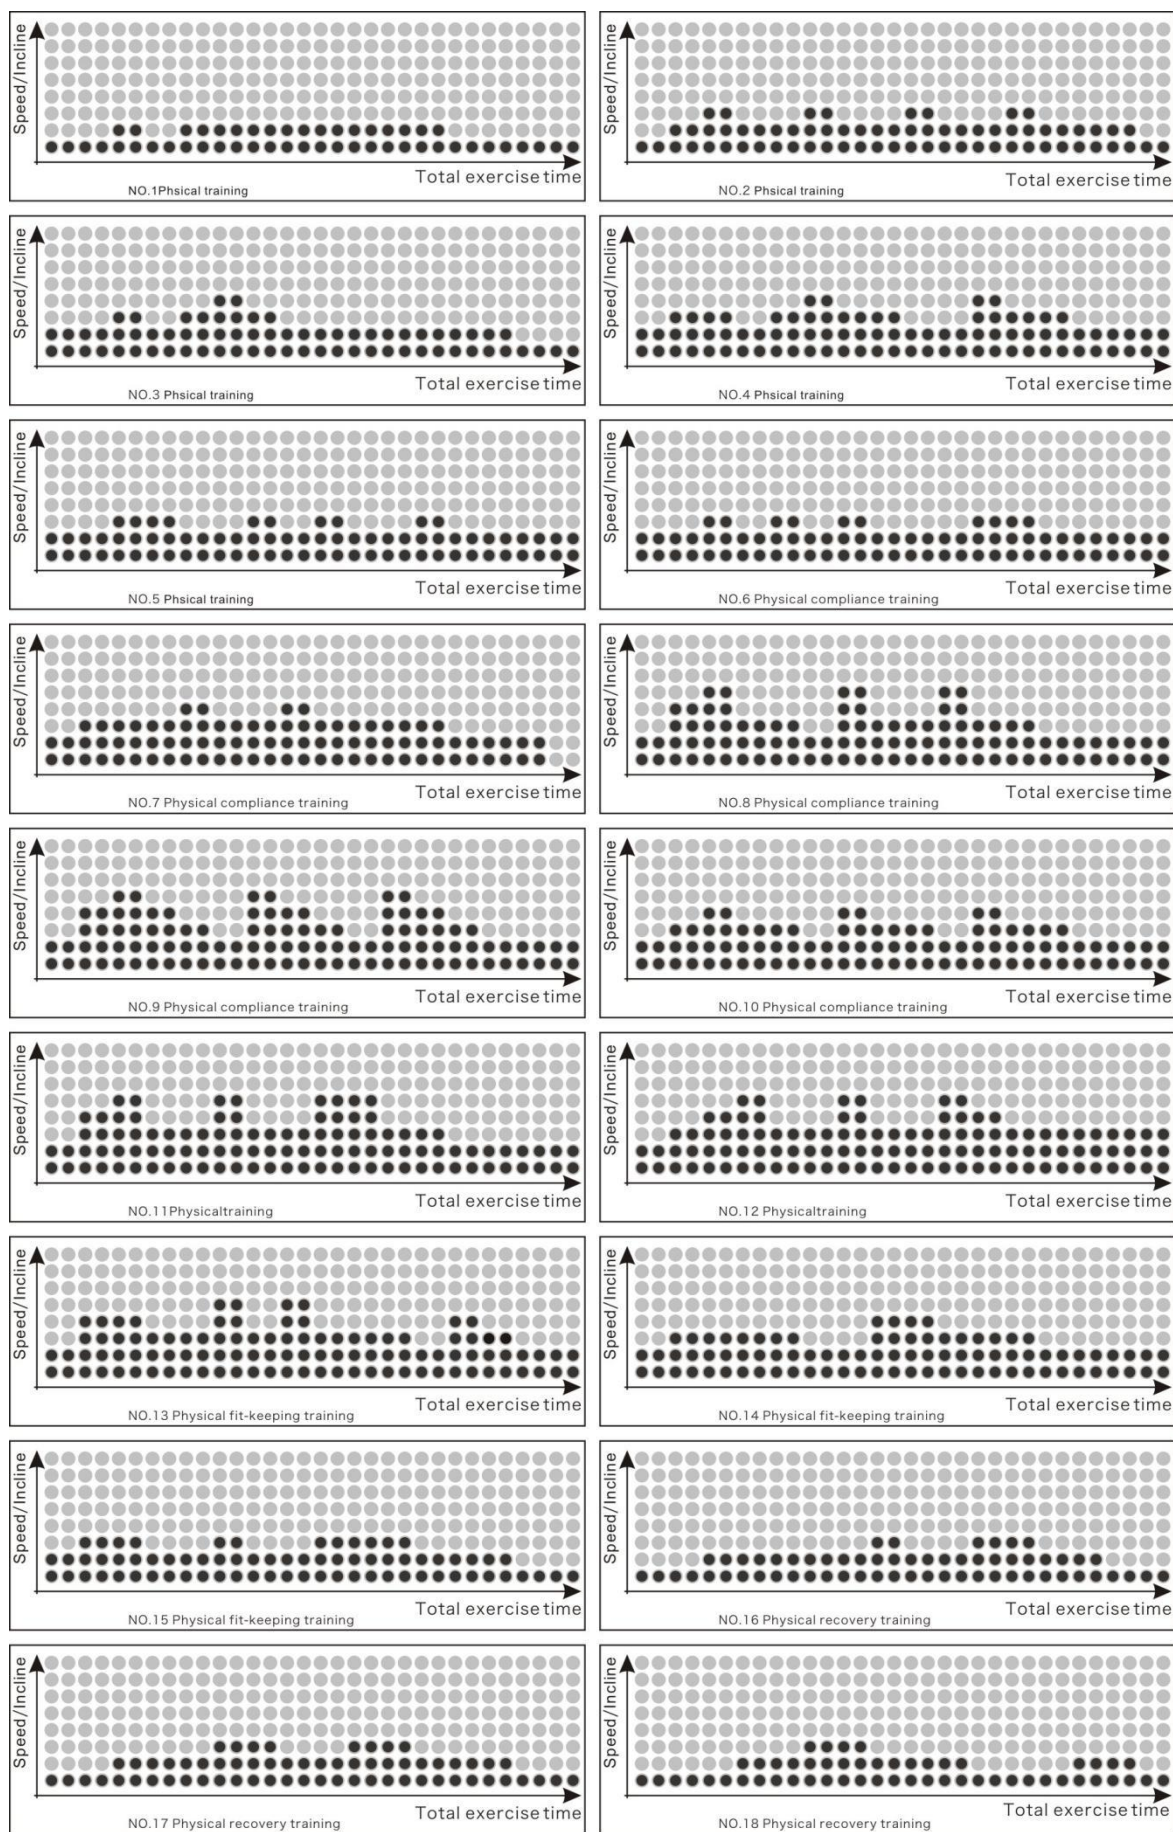 Speed/Incline
Total exercise time
NO.1Phsical training
Speed/Incline
Total exercise time
NO.2 Phsical training
Speed/Incline
Total exercise time
NO.3 Phsical training
Speed/Incline
Total exercise time
NO.4 Phsical training
Speed/Incline
Total exercise time
NO.5 Phsical training
Speed/Incline
Total exercise time
NO.6 Physical compliance training
Speed/Incline
Total exercise time
NO.7 Physical compliance training
Speed/Incline
Total exercise time
NO.8 Physical compliance training
Speed/Incline
Total exercise time
NO.9 Physical compliance training
Speed/Incline
Total exercise time
NO.10 Physical compliance training
Speed/Incline
Total exercise time
NO.11Physicaltraining
Speed/Incline
Total exercise time
NO.12 Physicaltraining
Speed/Incline
Total exercise time
NO.13 Physical fit-keeping training
Speed/Incline
Total exercise time
NO.14 Physical fit-keeping training
Speed/Incline
Total exercise time
NO.15 Physical fit-keeping training
Speed/Incline
Total exercise time
NO.16 Physical recovery training
Speed/Incline
Total exercise time
NO.17 Physical recovery training
Speed/Incline
Total exercise time
NO.18 Physical recovery training